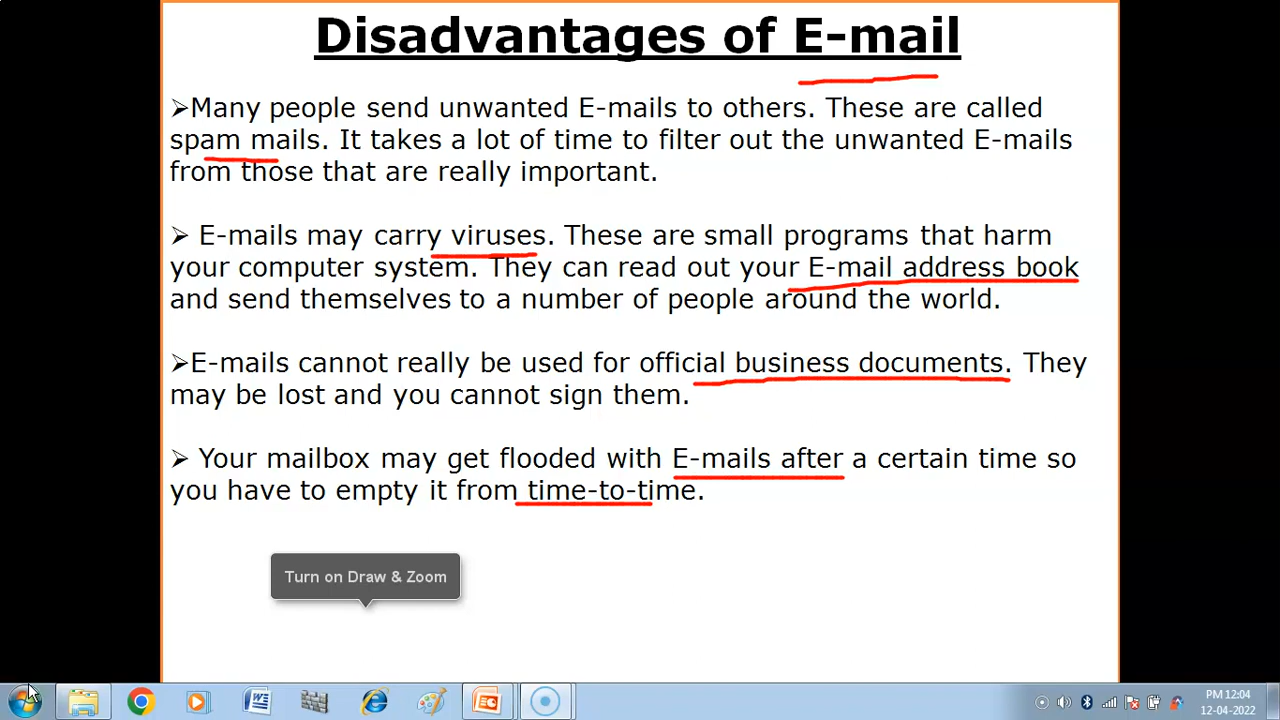 Disadvantages of E-mail
➢Many people send unwanted E-mails to others. These are called
spam mails. It takes a lot of time to filter out the unwanted E-mails
from those that are really important.
➢ E-mails may carry viruses. These are small programs that harm
your computer system. They can read out your E-mail address book
and send themselves to a number of people around the world.
➢E-mails cannot really be used for official business documents. They
may be lost and you cannot sign them.
➢ Your mailbox may get flooded with E-mails after a certain time so
you have to empty it from time-to-time.
Turn on Draw & Zoom
PM 12:04
12-04-2022